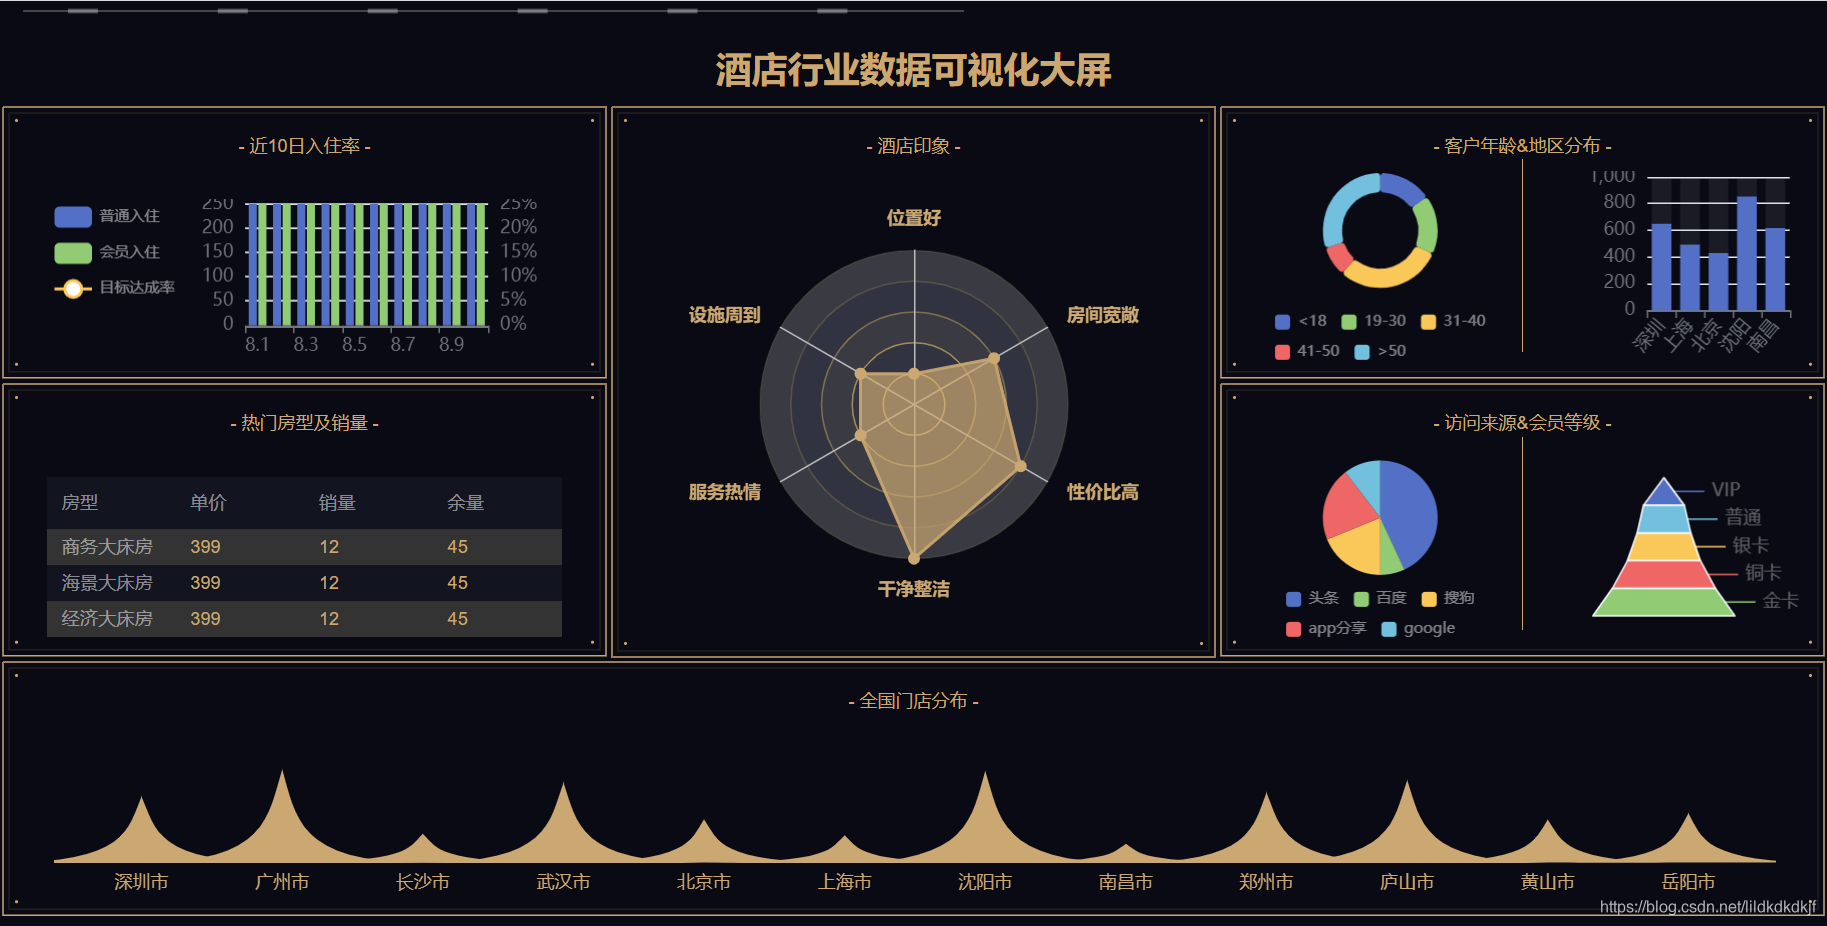 酒店行业数据可视化大屏
- 近10日入住率 -
普通入住
会员入住
目标达成率
250
200
150
100
50
0
25%
20%
15%
10%
5%
0%
8.1 8.3 8.5 8.7 8.9
- 热门房型及销量 -
房型 单价 销量 余量
商务大床房 399 12 45
海景大床房 399 12 45
经济大床房 399 12 45
- 酒店印象 -
位置好
设施周到
房间宽敞
服务热情
性价比高
干净整洁
- 客户年龄&地区分布 -
<18 19-30 31-40
41-50 >50
1,000
800
600
400
200
0
深圳 上海 北京 沈阳 南昌
- 访问来源&会员等级 -
头条 百度 搜狗
app分享 google
VIP
普通
银卡
铜卡
金卡
- 全国门店分布 -
深圳市 广州市 长沙市 武汉市 北京市 上海市 沈阳市 南昌市 郑州市 庐山市 黄山市 岳阳市
https://blog.csdn.net/lildkdkdkjf